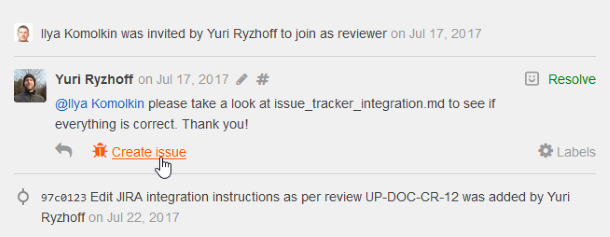 Ilya Komolkin was invited by Yuri Ryzhoff to join as reviewer on Jul 17, 2017
Yuri Ryzhoff on Jul 17, 2017 # Resolve
@Ilya Komolkin please take a look at issue_tracker_integration.md to see if
everything is correct. Thank you!
Create issue Labels
97c0123 Edit JIRA integration instructions as per review UP-DOC-CR-12 was added by Yuri
Ryzhoff on Jul 22, 2017